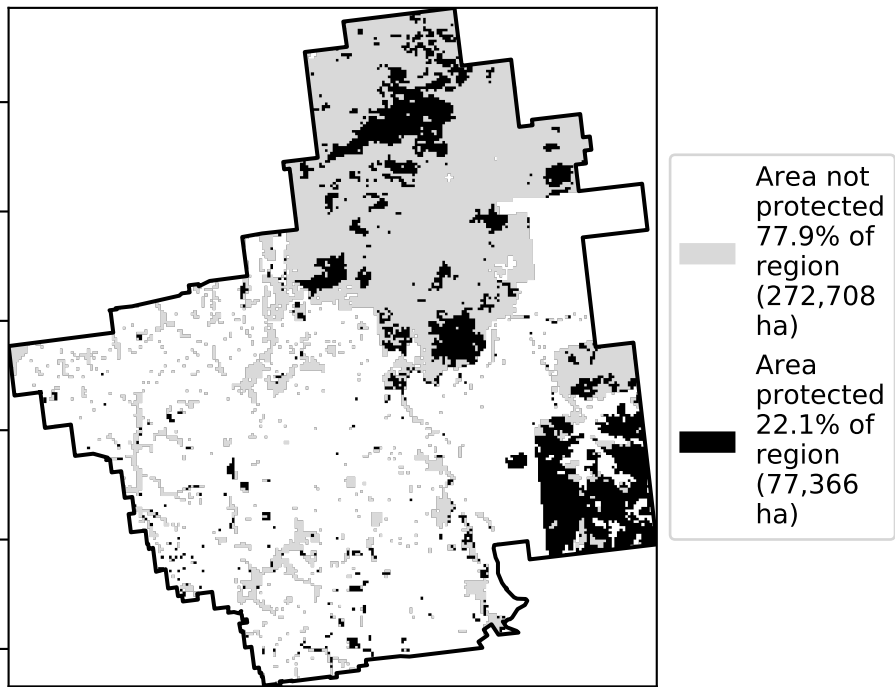 Area not
protected
77.9% of
region
(272,708
ha)
Area
protected
22.1% of
region
(77,366
ha)